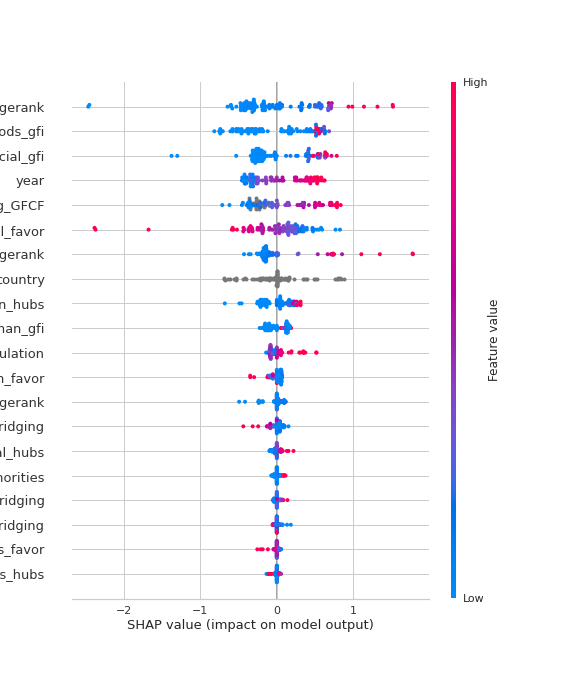 High
gerank
ods_gfi
cial_gfi
year
g_GFCF
l_favor
gerank
country
n_hubs
man_gfi
ulation
n_favor
gerank
ridging
al_hubs
norities
ridging
ridging
s_favor
s_hubs
Low
Feature value
−2
−1
0
1
SHAP value (impact on model output)